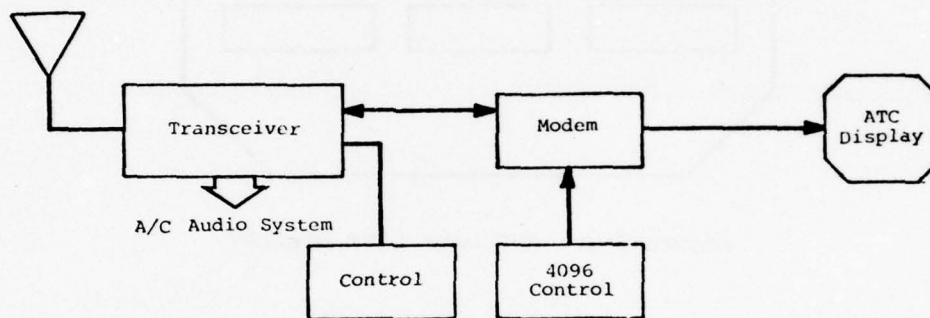 Transceiver
Modem
ATC
Display
A/C Audio System
Control
4096
Control